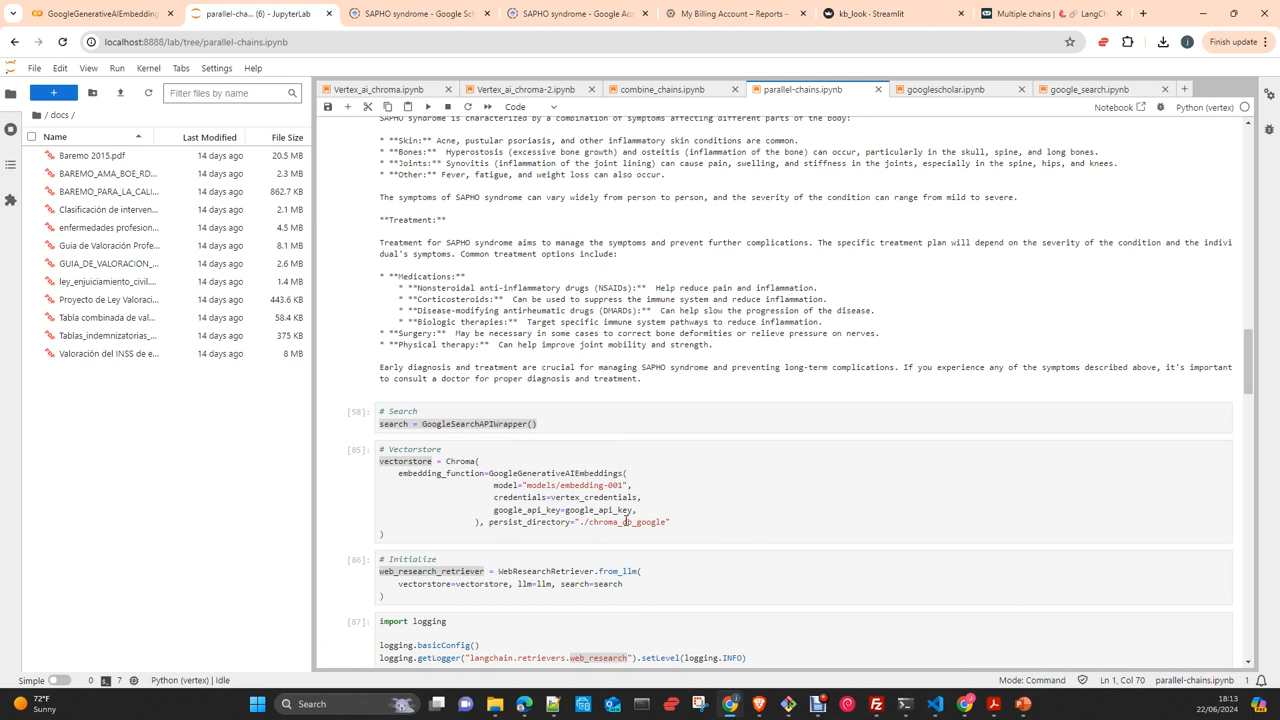 GoogleGenerativeAIEmbedding
parallel-cha... (6) - JupyterLab
SAPHO syndrome - Google Sch
SAPHO syndrome - Google Aca
My Billing Account – Reports –
kb_look · Streamlit
Multiple chains | LangC
localhost:8888/lab/tree/parallel-chains.ipynb
Finish update
File Edit View Run Kernel Tabs Settings Help
Filter files by name
/ docs /
Name Last Modified File Size
Baremo 2015.pdf 14 days ago 20.5 MB
BAREMO_AMA_BOE_RD... 14 days ago 2.3 MB
BAREMO_PARA_LA_CALI... 14 days ago 862.7 KB
Clasificación de interven... 14 days ago 2.1 MB
enfermedades profesion... 14 days ago 4.5 MB
Guia de Valoración Profe... 14 days ago 8.1 MB
GUIA_DE_VALORACION_... 14 days ago 2.6 MB
ley_enjuiciamiento_civil.... 14 days ago 1.4 MB
Proyecto de Ley Valoraci... 14 days ago 443.6 KB
Tabla combinada de val... 14 days ago 58.4 KB
Tablas_indemnizatorias_... 14 days ago 375 KB
Valoración del INSS de e... 14 days ago 8 MB
Vertex_ai_chroma.ipynb
Vertex_ai_chroma-2.ipynb
combine_chains.ipynb
parallel-chains.ipynb
googlescholar.ipynb
google_search.ipynb
Code
Notebook
Python (vertex)
SAPHO syndrome is characterized by a combination of symptoms affecting different parts of the body:
* **Skin:** Acne, pustular psoriasis, and other inflammatory skin conditions are common.
* **Bones:** Hyperostosis (excessive bone growth) and osteitis (inflammation of the bone) can occur, particularly in the skull, spine, and long bones.
* **Joints:** Synovitis (inflammation of the joint lining) can cause pain, swelling, and stiffness in the joints, especially in the spine, hips, and knees.
* **Other:** Fever, fatigue, and weight loss can also occur.
The symptoms of SAPHO syndrome can vary widely from person to person, and the severity of the condition can range from mild to severe.
**Treatment:**
Treatment for SAPHO syndrome aims to manage the symptoms and prevent further complications. The specific treatment plan will depend on the severity of the condition and the indivi
dual's symptoms. Common treatment options include:
* **Medications:**
* **Nonsteroidal anti-inflammatory drugs (NSAIDs):** Help reduce pain and inflammation.
* **Corticosteroids:** Can be used to suppress the immune system and reduce inflammation.
* **Disease-modifying antirheumatic drugs (DMARDs):** Can help slow the progression of the disease.
* **Biologic therapies:** Target specific immune system pathways to reduce inflammation.
* **Surgery:** May be necessary in some cases to correct bone deformities or relieve pressure on nerves.
* **Physical therapy:** Can help improve joint mobility and strength.
Early diagnosis and treatment are crucial for managing SAPHO syndrome and preventing long-term complications. If you experience any of the symptoms described above, it's important
to consult a doctor for proper diagnosis and treatment.
[58]: # Search
search = GoogleSearchAPIWrapper()
[85]: # Vectorstore
vectorstore = Chroma(
embedding_function=GoogleGenerativeAIEmbeddings(
model="models/embedding-001",
credentials=vertex_credentials,
google_api_key=google_api_key,
), persist_directory="./chroma_db_google"
)
[86]: # Initialize
web_research_retriever = WebResearchRetriever.from_llm(
vectorstore=vectorstore, llm=llm, search=search
)
[87]: import logging
logging.basicConfig()
logging.getLogger("langchain.retrievers.web_research").setLevel(logging.INFO)
Simple 0 7 Python (vertex) | Idle
Mode: Command Ln 1, Col 70 parallel-chains.ipynb 1
72°F
Sunny
Search
18:13
22/06/2024